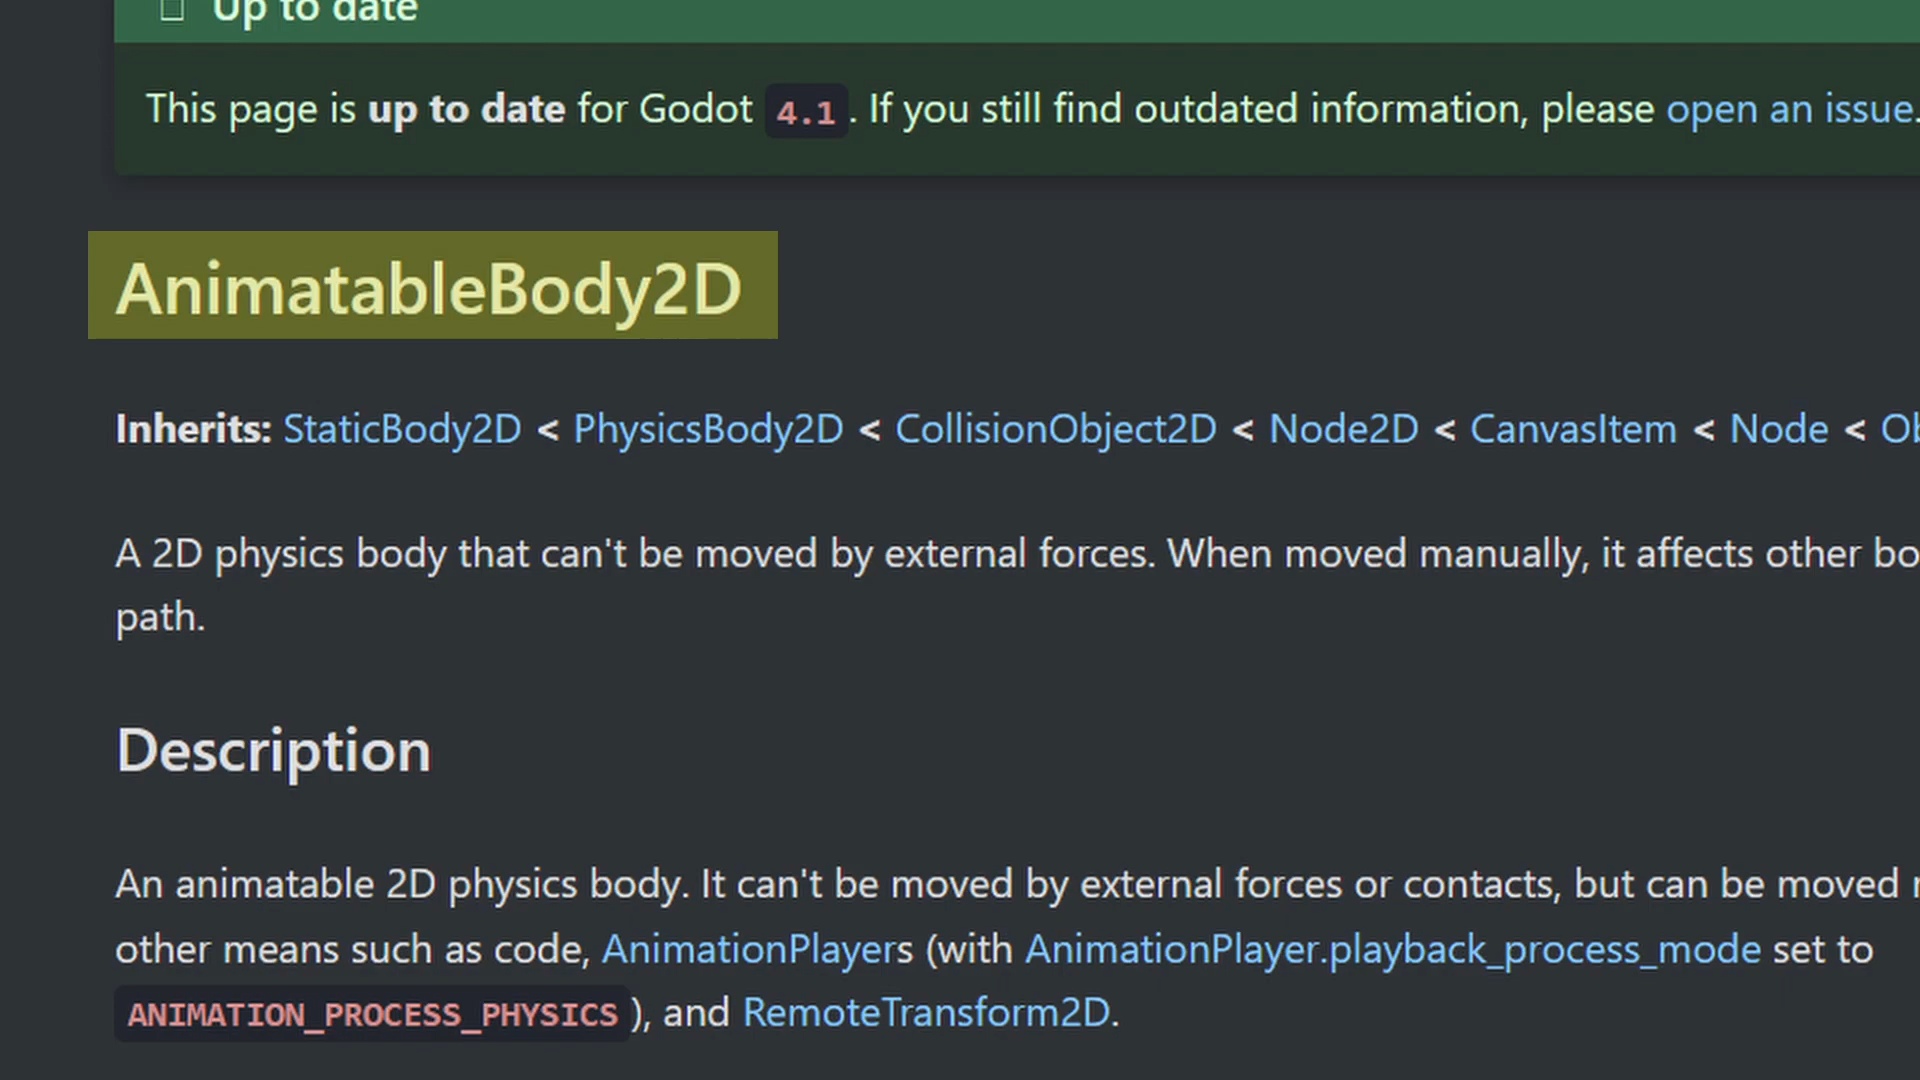 Up to date
This page is up to date for Godot 4.1. If you still find outdated information, please open an issue.
AnimatableBody2D
Inherits: StaticBody2D < PhysicsBody2D < CollisionObject2D < Node2D < CanvasItem < Node <
A 2D physics body that can't be moved by external forces. When moved manually, it affects other
path.
Description
An animatable 2D physics body. It can't be moved by external forces or contacts, but can be moved
other means such as code, AnimationPlayers (with AnimationPlayer.playback_process_mode set to
ANIMATION_PROCESS_PHYSICS), and RemoteTransform2D.